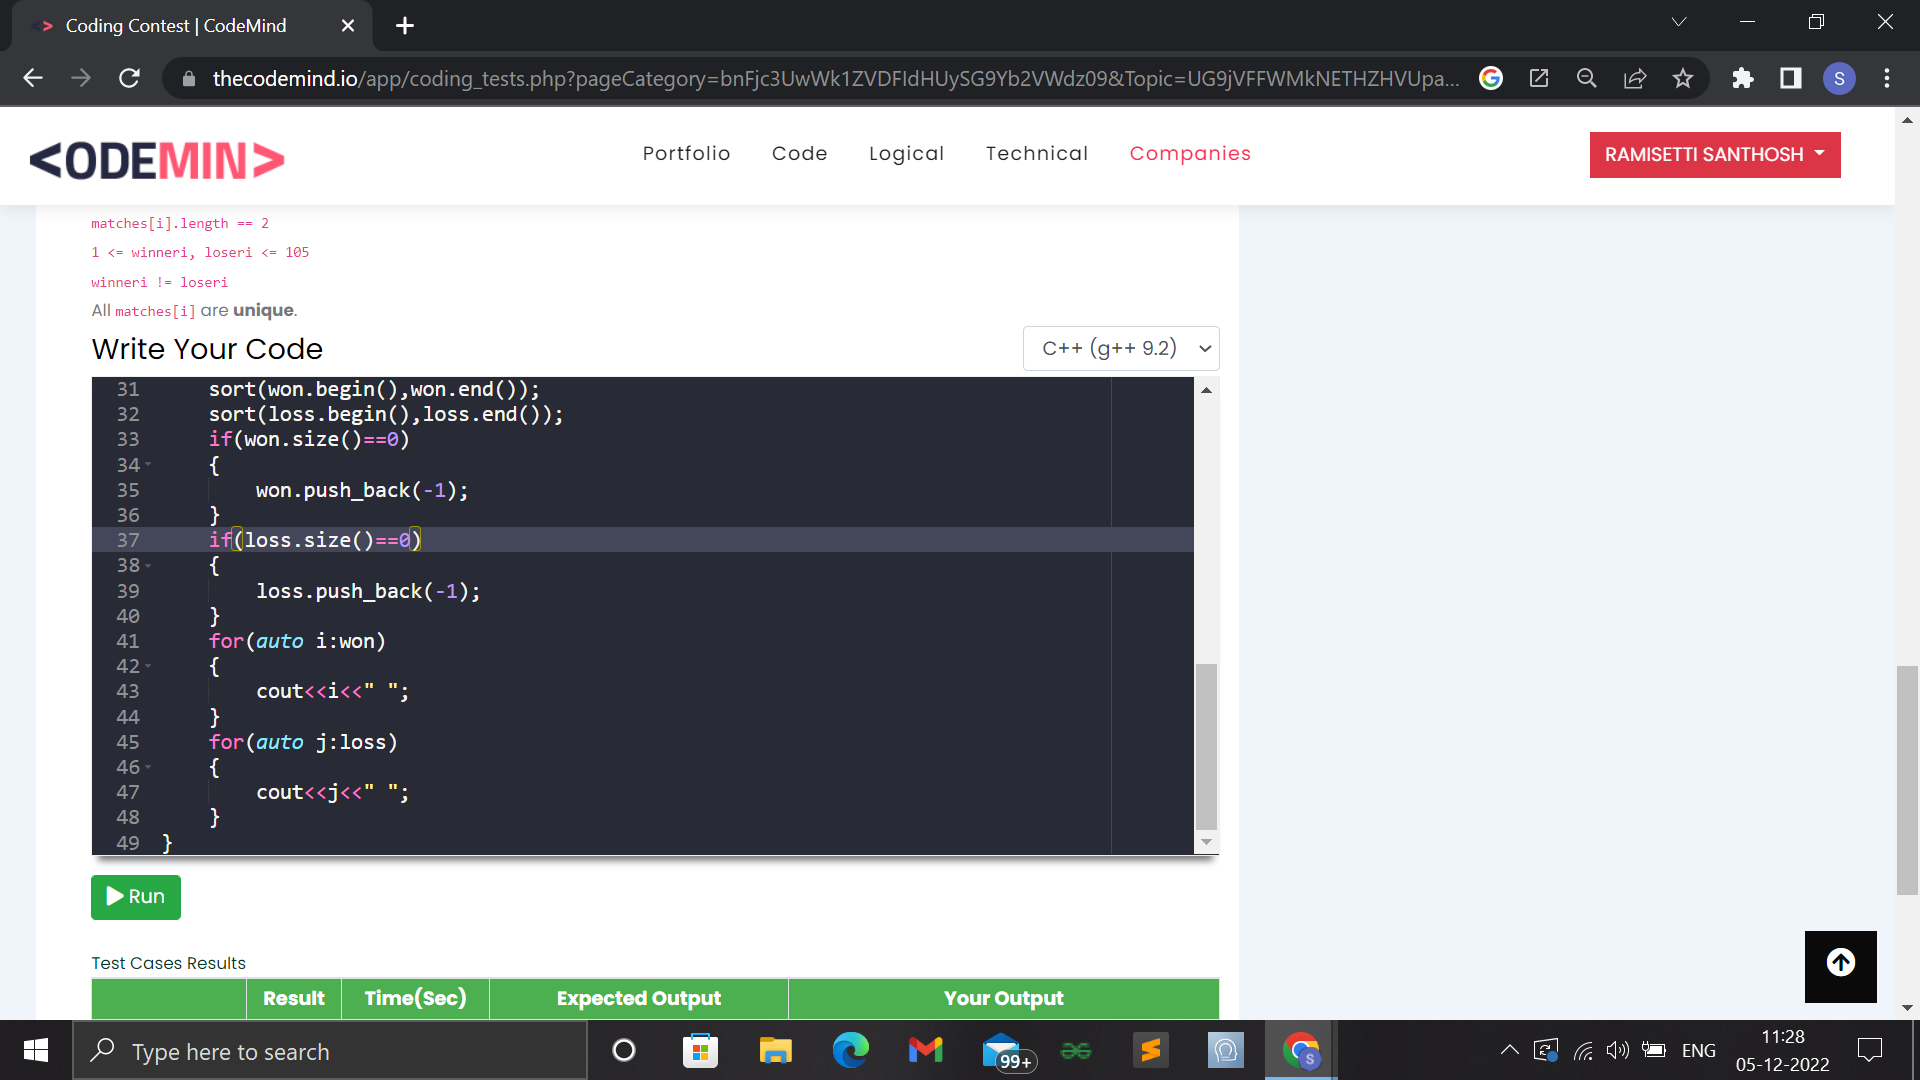 Coding Contest | CodeMind
thecodemind.io/app/coding_tests.php?pageCategory=bnFjc3UwWk1ZVDFIdHUySG9Yb2VWdz09&Topic=UG9jVFFWMkNETHZHVUpa...
S
<ODEMIN>
Portfolio
Code
Logical
Technical
Companies
RAMISETTI SANTHOSH
matches[i].length == 2
1 <= winneri, loseri <= 105
winneri != loseri
All matches[i] are unique.
Write Your Code
C++ (g++ 9.2)
31 sort(won.begin(),won.end());
32 sort(loss.begin(),loss.end());
33 if(won.size()==0)
34 {
35 won.push_back(-1);
36 }
37 if(loss.size()==0)
38 {
39 loss.push_back(-1);
40 }
41 for(auto i:won)
42 {
43 cout<<i<<" ";
44 }
45 for(auto j:loss)
46 {
47 cout<<j<<" ";
48 }
49 }
Run
Test Cases Results
Result
Time(Sec)
Expected Output
Your Output
Type here to search
99+
S
ENG
11:28
05-12-2022